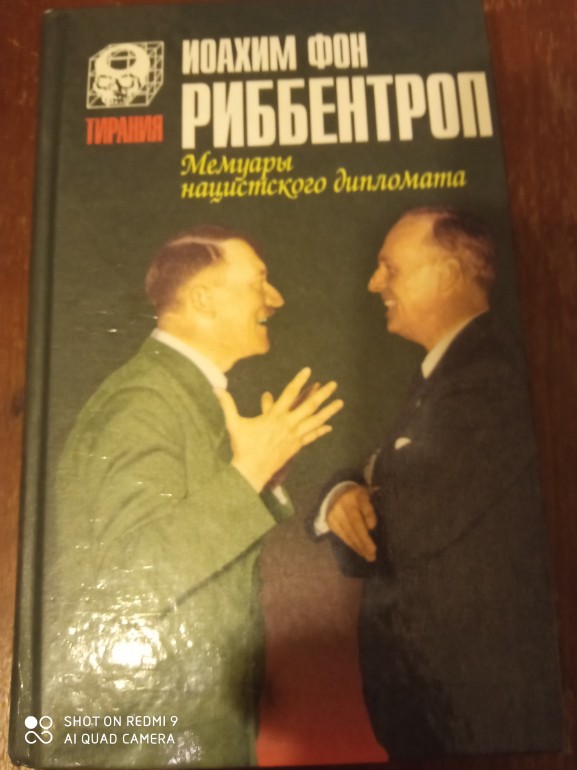 ИОАХИМ ФОН
РИББЕНТРОП
ТИРАНИЯ
Мемуары
нацистского дипломата
SHOT ON REDMI 9
AI QUAD CAMERA